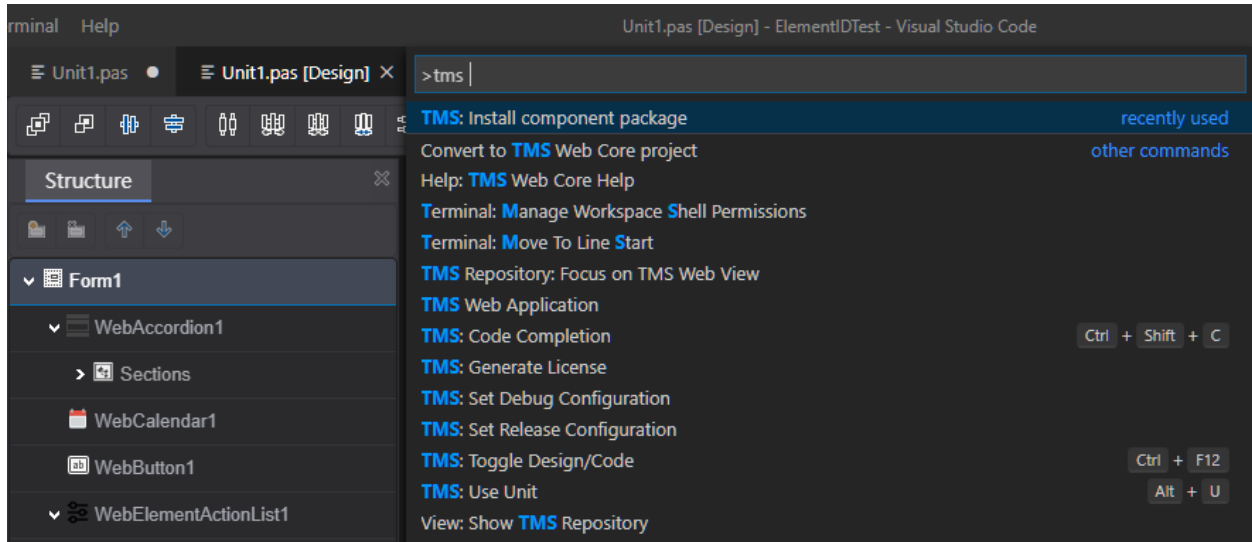 rminal Help Unit1.pas [Design] - ElementIDTest - Visual Studio Code
Unit1.pas Unit1.pas [Design]
>tms
TMS: Install component package recently used
Convert to TMS Web Core project other commands
Help: TMS Web Core Help
Terminal: Manage Workspace Shell Permissions
Terminal: Move To Line Start
TMS Repository: Focus on TMS Web View
TMS Web Application
TMS: Code Completion Ctrl + Shift + C
TMS: Generate License
TMS: Set Debug Configuration
TMS: Set Release Configuration
TMS: Toggle Design/Code Ctrl + F12
TMS: Use Unit Alt + U
View: Show TMS Repository
Structure
Form1
WebAccordion1
Sections
WebCalendar1
ab WebButton1
WebElementActionList1